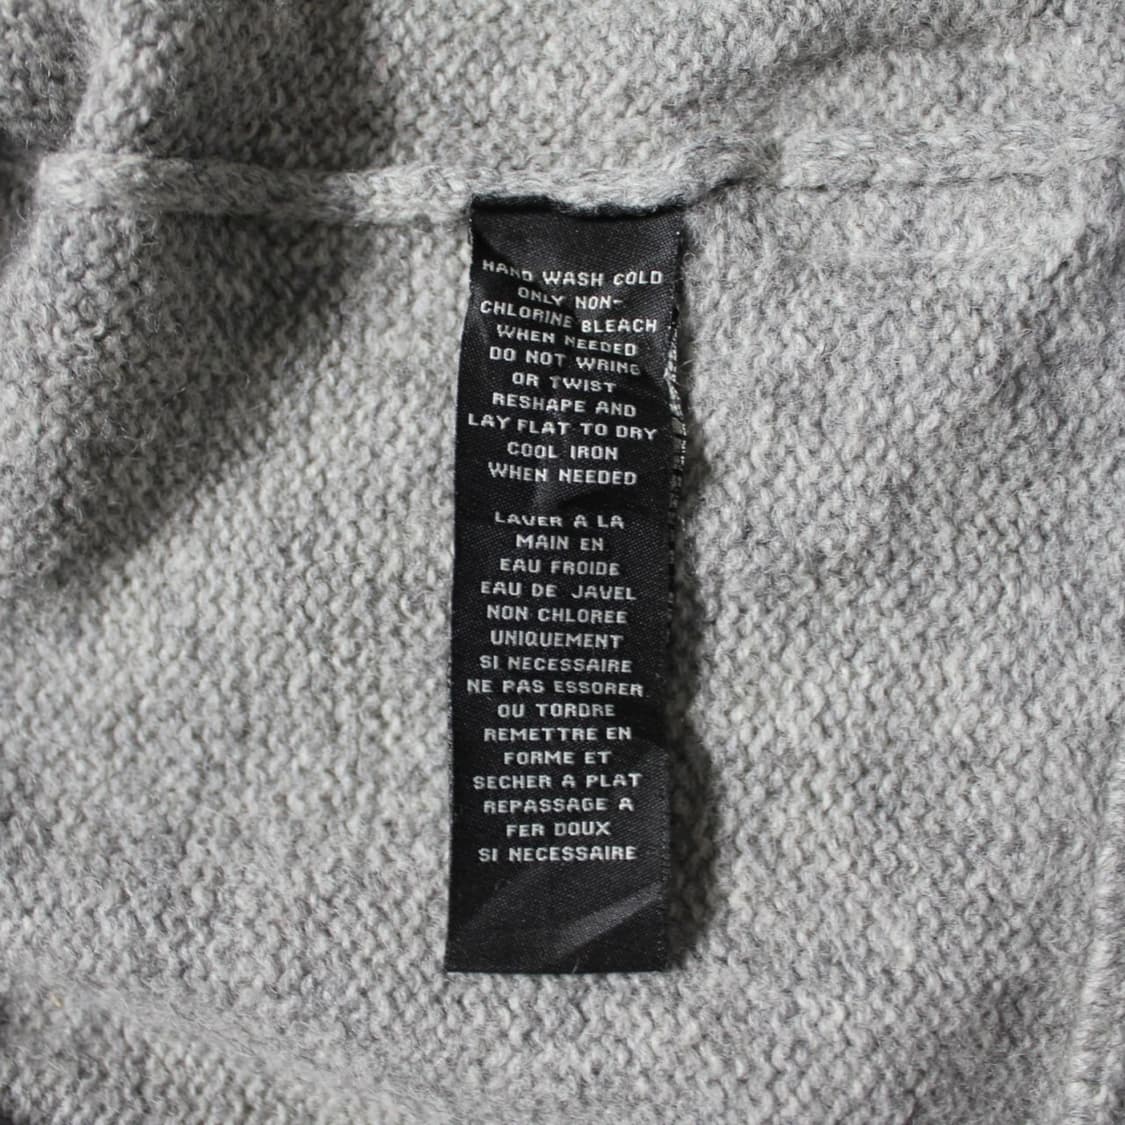 HAND WASH COLD
ONLY NON-
CHLORINE BLEACH
WHEN NEEDED
DO NOT WRING
OR TWIST
RESHAPE AND
LAY FLAT TO DRY
COOL IRON
WHEN NEEDED
LAVER A LA
MAIN EN
EAU FROIDE
EAU DE JAVEL
NON CHLOREE
UNIQUEMENT
SI NECESSAIRE
NE PAS ESSORER
OU TORDRE
REMETTRE EN
FORME ET
SECHER A PLAT
REPASSAGE A
FER DOUX
SI NECESSAIRE